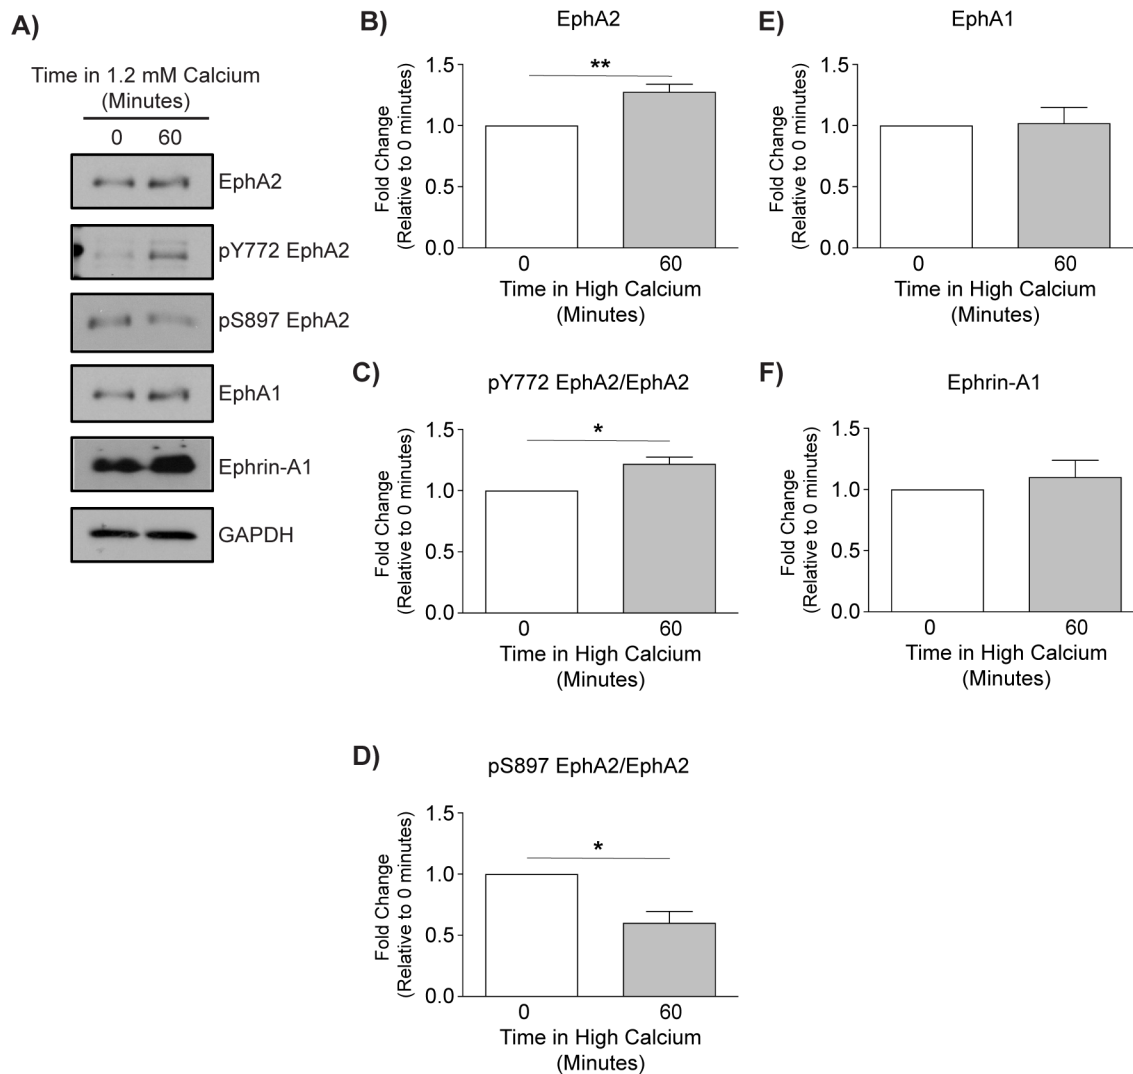 A)
Time in 1.2 mM Calcium
(Minutes)
0 60
EphA2
pY772 EphA2
pS897 EphA2
EphA1
Ephrin-A1
GAPDH
B)
EphA2
**
1.5
1.0
0.5
0.0
Fold Change
(Relative to 0 minutes)
0 60
Time in High Calcium
(Minutes)
C)
pY772 EphA2/EphA2
*
1.5
1.0
0.5
0.0
Fold Change
(Relative to 0 minutes)
0 60
Time in High Calcium
(Minutes)
D)
pS897 EphA2/EphA2
*
1.5
1.0
0.5
0.0
Fold Change
(Relative to 0 minutes)
0 60
Time in High Calcium
(Minutes)
E)
EphA1
1.5
1.0
0.5
0.0
Fold Change
(Relative to 0 minutes)
0 60
Time in High Calcium
(Minutes)
F)
Ephrin-A1
1.5
1.0
0.5
0.0
Fold Change
(Relative to 0 minutes)
0 60
Time in High Calcium
(Minutes)